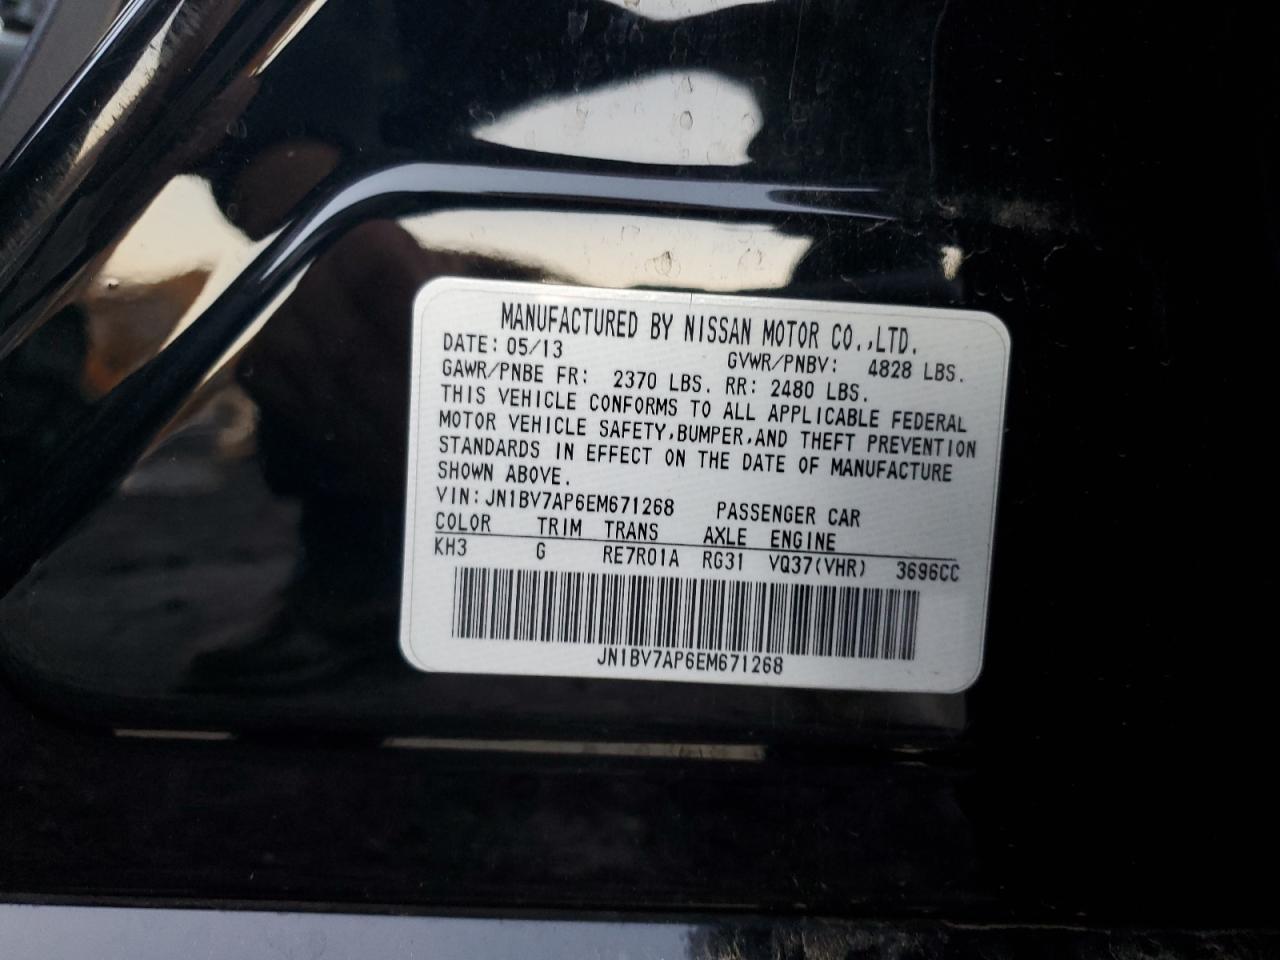 MANUFACTURED BY NISSAN MOTOR CO.,LTD.
DATE: 05/13 GVWR/PNBV: 4828 LBS.
GAWR/PNBE FR: 2370 LBS. RR: 2480 LBS.
THIS VEHICLE CONFORMS TO ALL APPLICABLE FEDERAL
MOTOR VEHICLE SAFETY,BUMPER,AND THEFT PREVENTION
STANDARDS IN EFFECT ON THE DATE OF MANUFACTURE
SHOWN ABOVE.
VIN: JN1BV7AP6EM671268 PASSENGER CAR
COLOR TRIM TRANS AXLE ENGINE
KH3 G RE7R01A RG31 VQ37(VHR) 3696CC
JN1BV7AP6EM671268